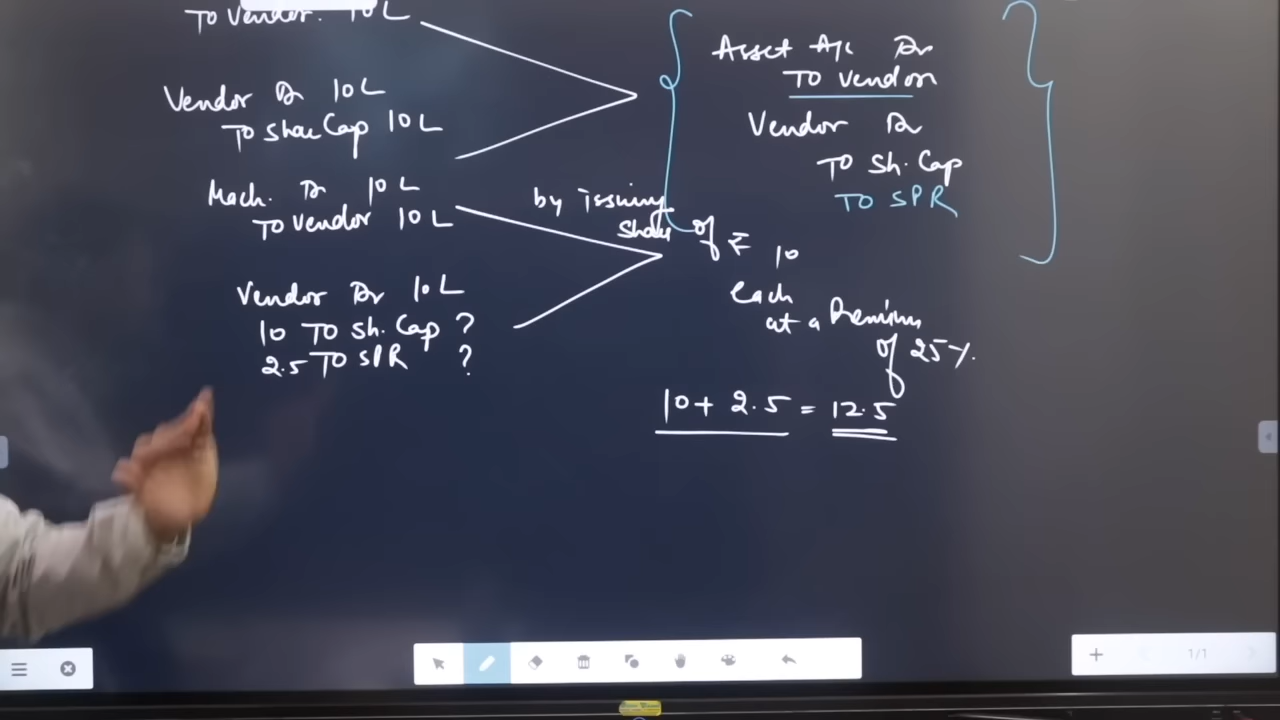 To Vendor. 10 L
Vendor Dr 10 L
To Share Cap 10 L
Mach. Dr 10 L
To Vendor 10 L
Vendor Dr 10 L
10 To Sh. Cap ?
2.5 To SPR ?
by issuing
Share of ₹ 10
each
at a Premium
of 25%.
10 + 2.5 = 12.5
Asset A/c Dr
To Vendor
Vendor Dr
To Sh. Cap
To SPR
1/1